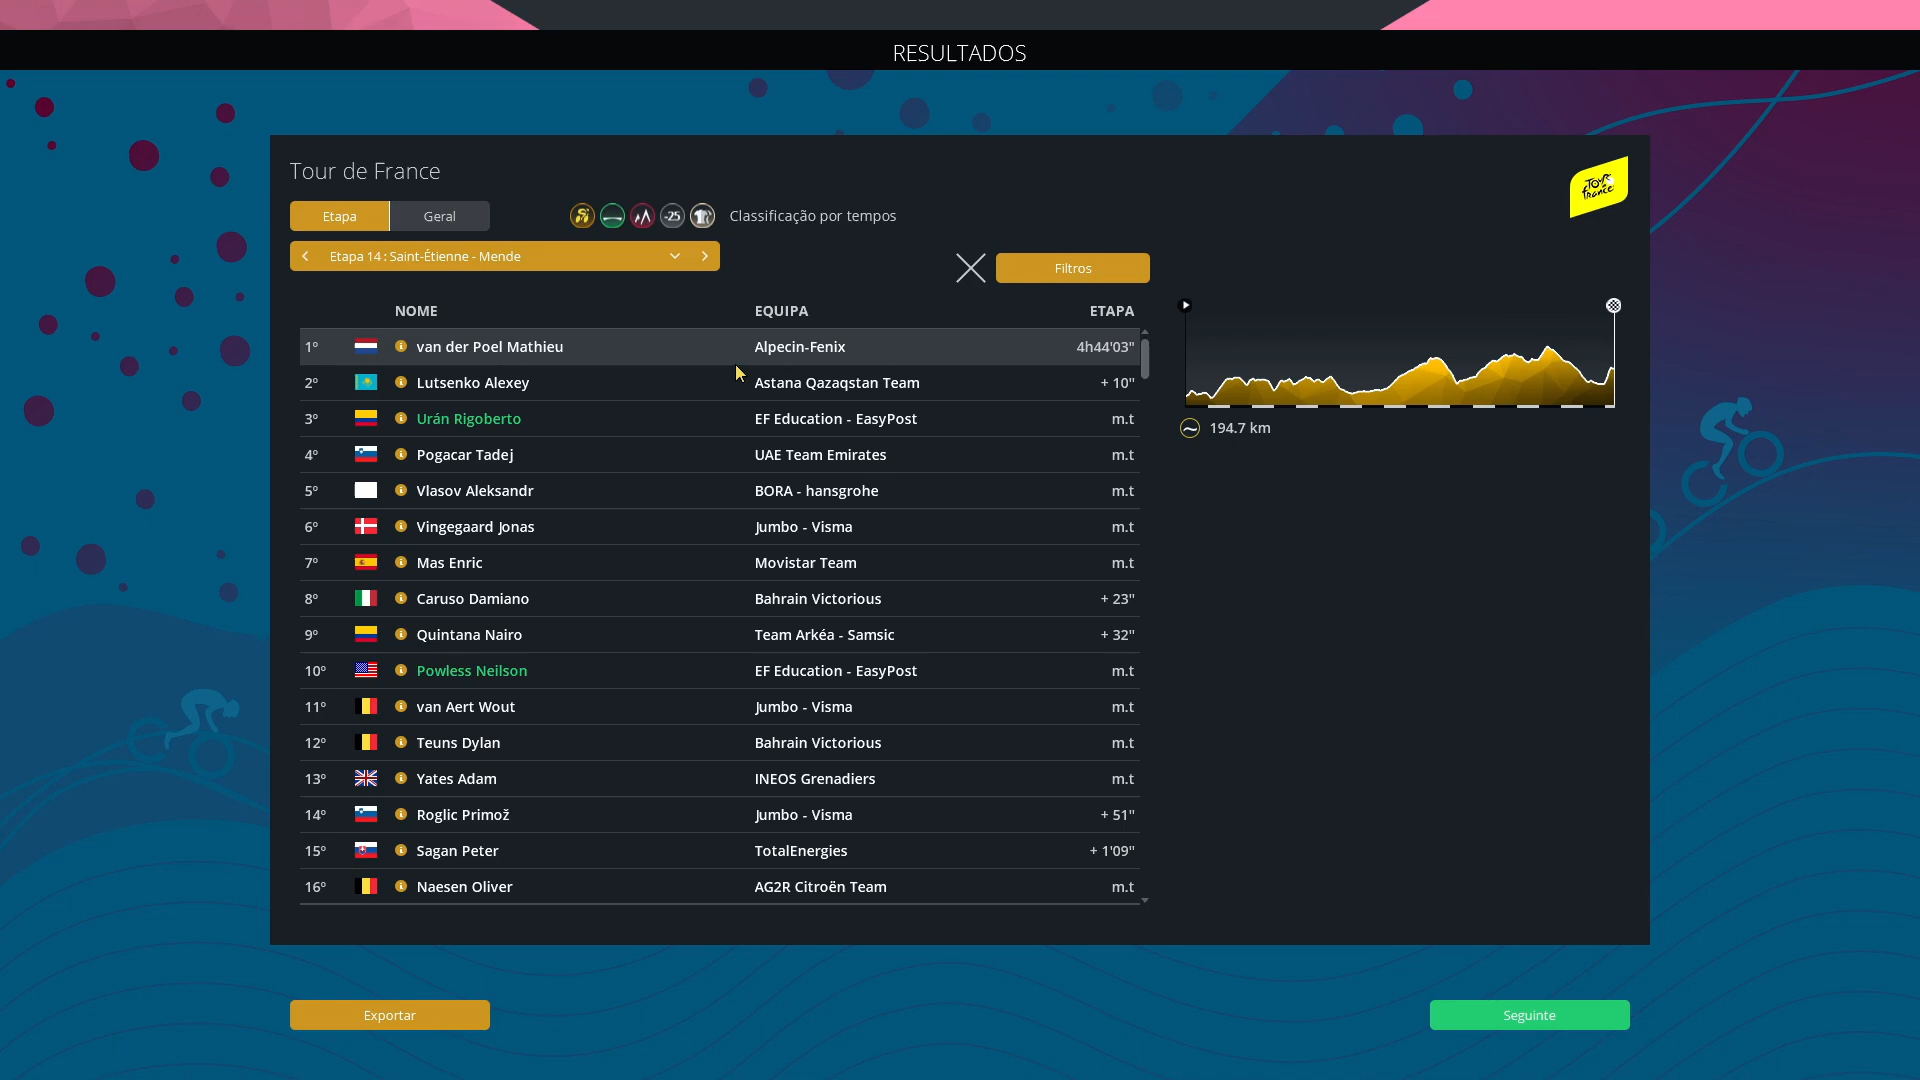 RESULTADOS
Tour de France
Etapa Geral -25 Classificação por tempos
TOUR de france
Etapa 14 : Saint-Étienne - Mende
Filtros
NOME EQUIPA ETAPA
1º van der Poel Mathieu Alpecin-Fenix 4h44'03"
2º Lutsenko Alexey Astana Qazaqstan Team + 10"
3º Urán Rigoberto EF Education - EasyPost m.t
4º Pogacar Tadej UAE Team Emirates m.t
5º Vlasov Aleksandr BORA - hansgrohe m.t
6º Vingegaard Jonas Jumbo - Visma m.t
7º Mas Enric Movistar Team m.t
8º Caruso Damiano Bahrain Victorious + 23"
9º Quintana Nairo Team Arkéa - Samsic + 32"
10º Powless Neilson EF Education - EasyPost m.t
11º van Aert Wout Jumbo - Visma m.t
12º Teuns Dylan Bahrain Victorious m.t
13º Yates Adam INEOS Grenadiers m.t
14º Roglic Primož Jumbo - Visma + 51"
15º Sagan Peter TotalEnergies + 1'09"
16º Naesen Oliver AG2R Citroën Team m.t
194.7 km
Exportar
Seguinte